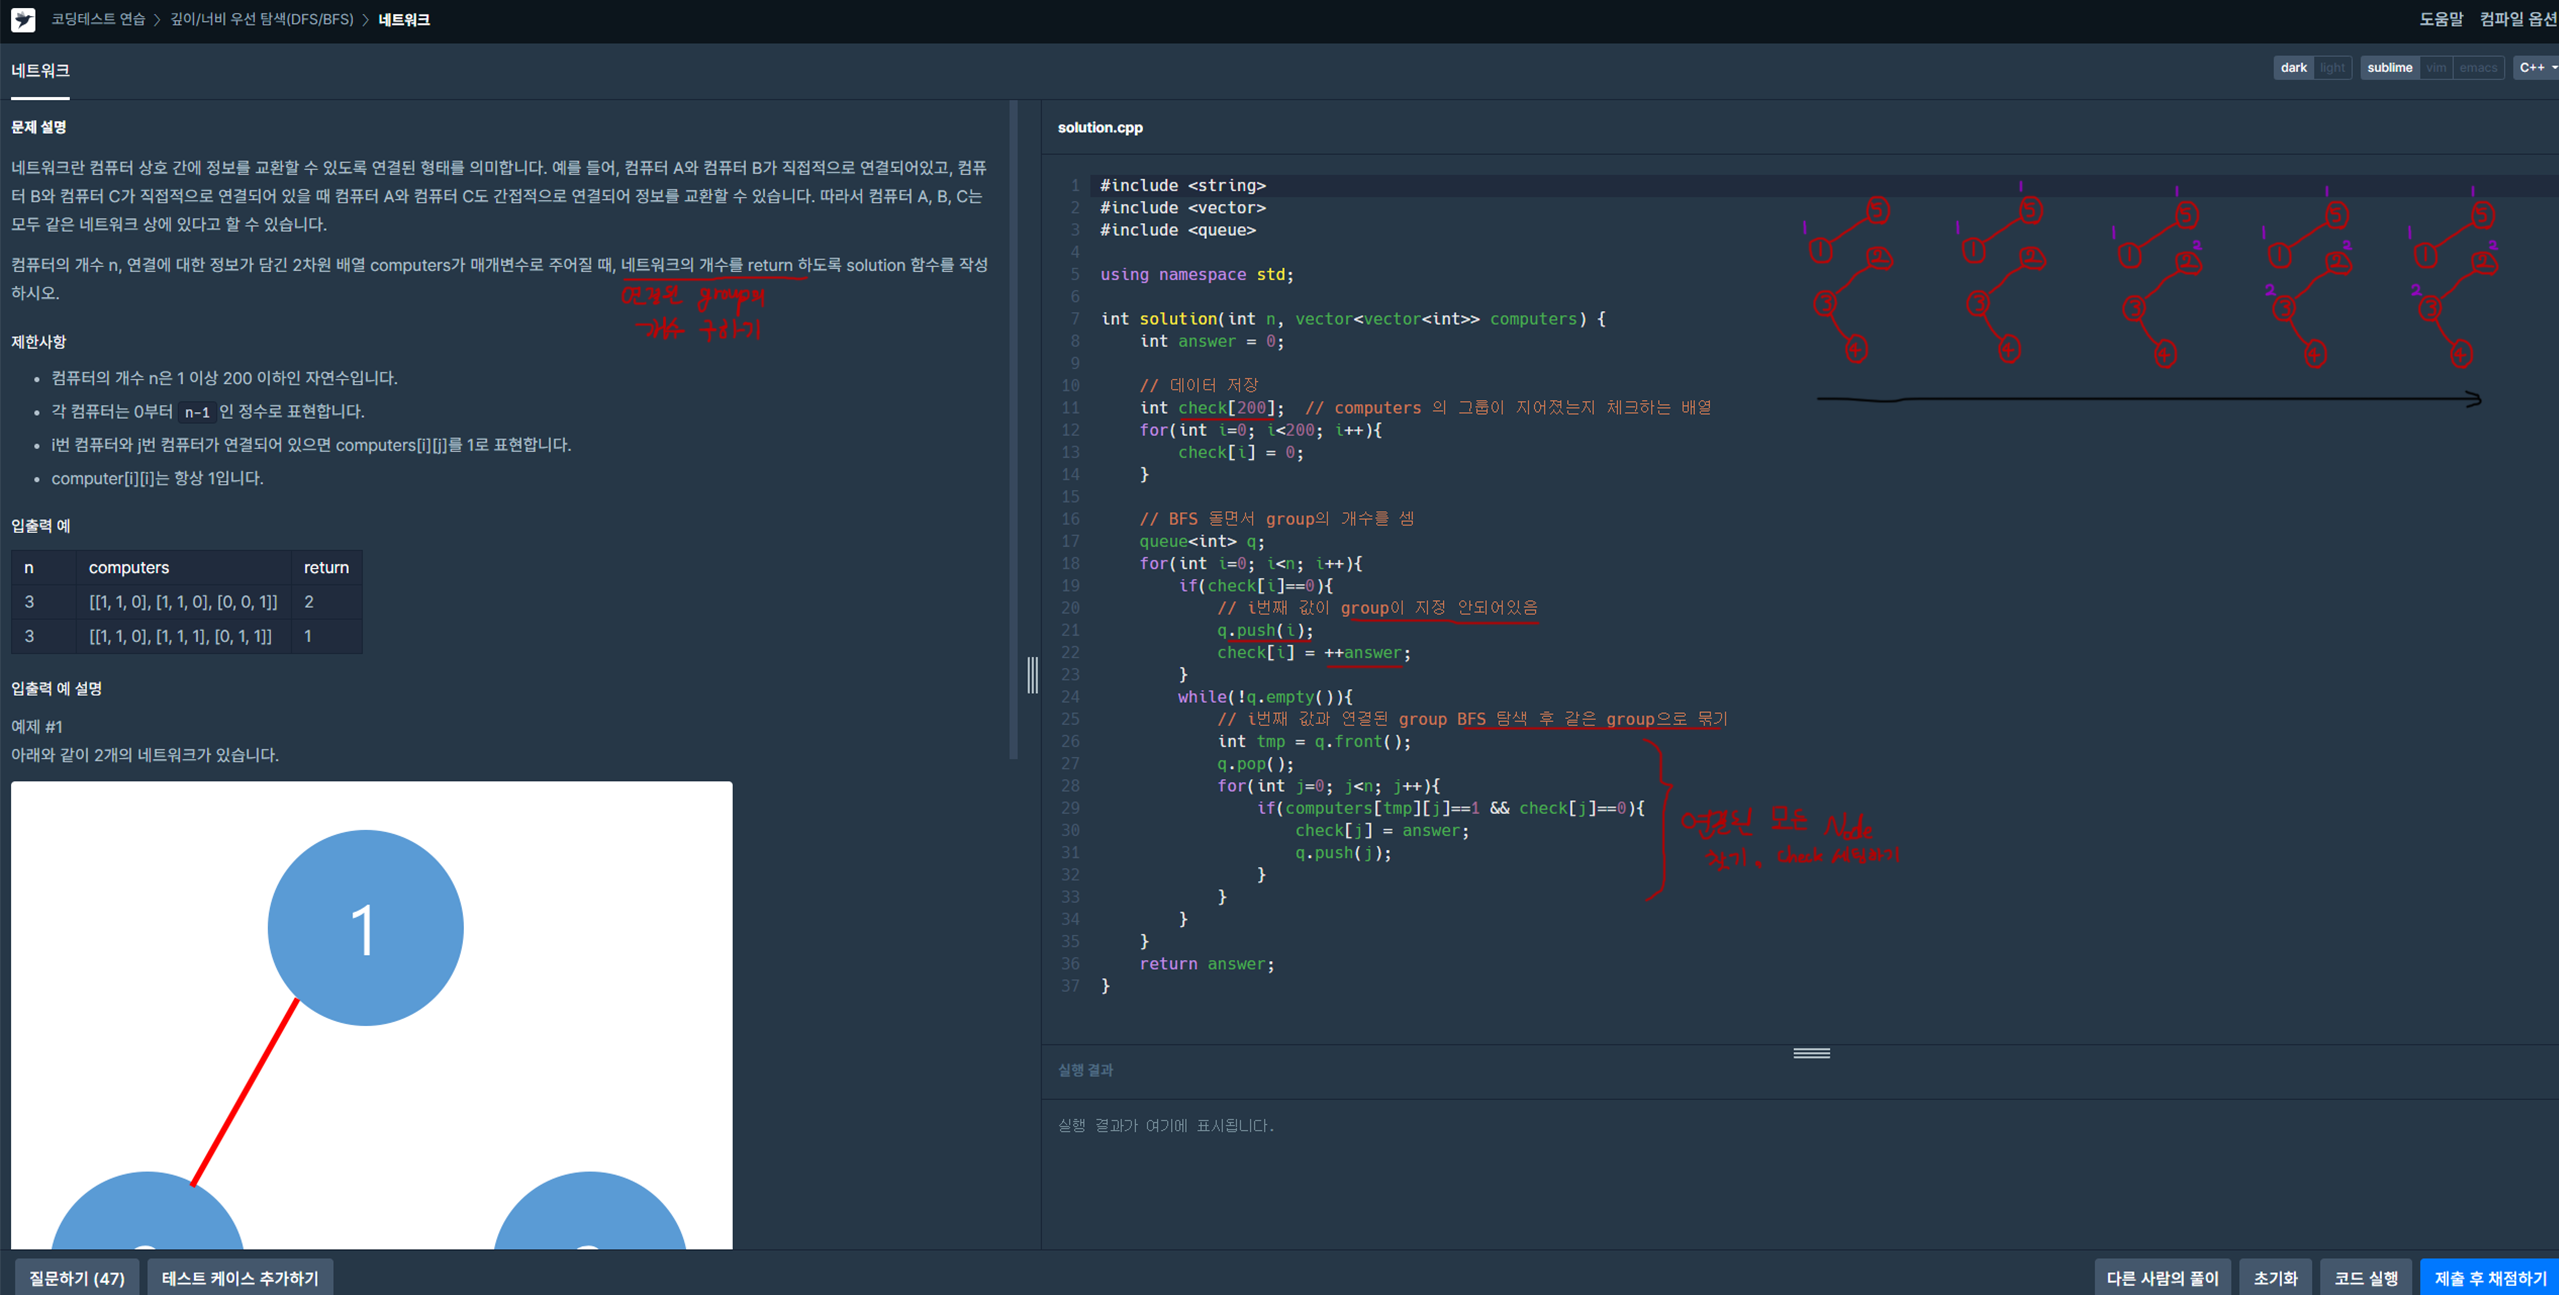 코딩테스트 연습 > 깊이/너비 우선 탐색(DFS/BFS) > 네트워크
도움말 컴파일 옵션
네트워크
dark light sublime vim emacs C++
문제 설명
네트워크란 컴퓨터 상호 간에 정보를 교환할 수 있도록 연결된 형태를 의미합니다. 예를 들어, 컴퓨터 A와 컴퓨터 B가 직접적으로 연결되어있고, 컴퓨
터 B와 컴퓨터 C가 직접적으로 연결되어 있을 때 컴퓨터 A와 컴퓨터 C도 간접적으로 연결되어 정보를 교환할 수 있습니다. 따라서 컴퓨터 A, B, C는
모두 같은 네트워크 상에 있다고 할 수 있습니다.
컴퓨터의 개수 n, 연결에 대한 정보가 담긴 2차원 배열 computers가 매개변수로 주어질 때, 네트워크의 개수를 return 하도록 solution 함수를 작성
하시오.
연결된 group의
개수 구하기
제한사항
• 컴퓨터의 개수 n은 1 이상 200 이하인 자연수입니다.
• 각 컴퓨터는 0부터 n-1 인 정수로 표현합니다.
• i번 컴퓨터와 j번 컴퓨터가 연결되어 있으면 computers[i][j]를 1로 표현합니다.
• computer[i][i]는 항상 1입니다.
입출력 예
n computers return
3 [[1, 1, 0], [1, 1, 0], [0, 0, 1]] 2
3 [[1, 1, 0], [1, 1, 1], [0, 1, 1]] 1
입출력 예 설명
예제 #1
아래와 같이 2개의 네트워크가 있습니다.
1
질문하기 (47) 테스트 케이스 추가하기
solution.cpp
1 #include <string>
2 #include <vector>
3 #include <queue>
4
5 using namespace std;
6
7 int solution(int n, vector<vector<int>> computers) {
8 int answer = 0;
9
10 // 데이터 저장
11 int check[200]; // computers 의 그룹이 지어졌는지 체크하는 배열
12 for(int i=0; i<200; i++){
13 check[i] = 0;
14 }
15
16 // BFS 돌면서 group의 개수를 셈
17 queue<int> q;
18 for(int i=0; i<n; i++){
19 if(check[i]==0){
20 // i번째 값이 group이 지정 안되어있음
21 q.push(i);
22 check[i] = ++answer;
23 }
24 while(!q.empty()){
25 // i번째 값과 연결된 group BFS 탐색 후 같은 group으로 묶기
26 int tmp = q.front();
27 q.pop();
28 for(int j=0; j<n; j++){
29 if(computers[tmp][j]==1 && check[j]==0){
30 check[j] = answer;
31 q.push(j);
32 }
33 }
34 }
35 }
36 return answer;
37 }
1 5 1 2 3 4
1 1 5 1 2 3 4
1 1 5 1 2 2 3 4
1 1 5 1 2 2 2 3 4
1 1 5 1 2 2 2 3 4
연결된 모든 Node
찾기. check 세팅하기
실행 결과
실행 결과가 여기에 표시됩니다.
다른 사람의 풀이 초기화 코드 실행 제출 후 채점하기